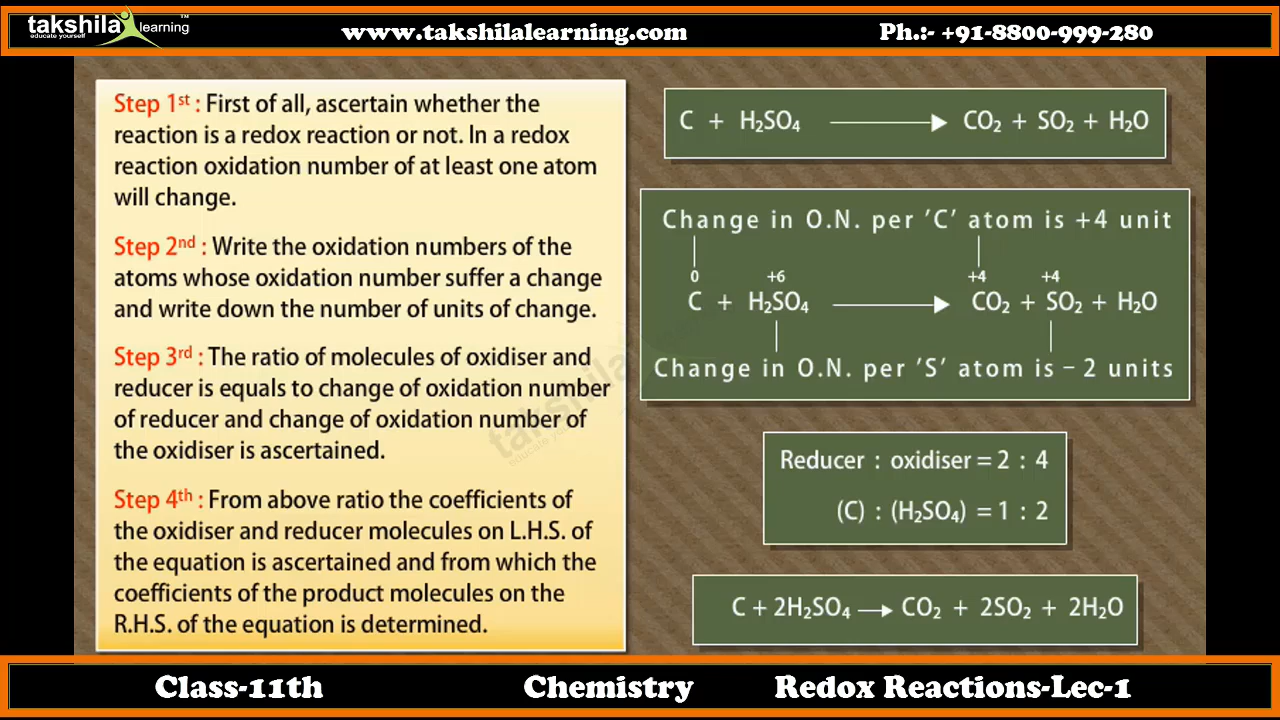 takshila learning
educate yourself
TM
www.takshilalearning.com
Ph.:- +91-8800-999-280
Step 1st : First of all, ascertain whether the
reaction is a redox reaction or not. In a redox
reaction oxidation number of at least one atom
will change.
Step 2nd : Write the oxidation numbers of the
atoms whose oxidation number suffer a change
and write down the number of units of change.
Step 3rd : The ratio of molecules of oxidiser and
reducer is equals to change of oxidation number
of reducer and change of oxidation number of
the oxidiser is ascertained.
Step 4th : From above ratio the coefficients of
the oxidiser and reducer molecules on L.H.S. of
the equation is ascertained and from which the
coefficients of the product molecules on the
R.H.S. of the equation is determined.
C + H₂SO₄ ⟶ CO₂ + SO₂ + H₂O
Change in O.N. per 'C' atom is +4 unit
0 +6 +4 +4
C + H₂SO₄ ⟶ CO₂ + SO₂ + H₂O
Change in O.N. per 'S' atom is – 2 units
Reducer : oxidiser = 2 : 4
(C) : (H₂SO₄) = 1 : 2
C + 2H₂SO₄ ⟶ CO₂ + 2SO₂ + 2H₂O
takshila
educate yourself
Class-11th
Chemistry
Redox Reactions-Lec-1